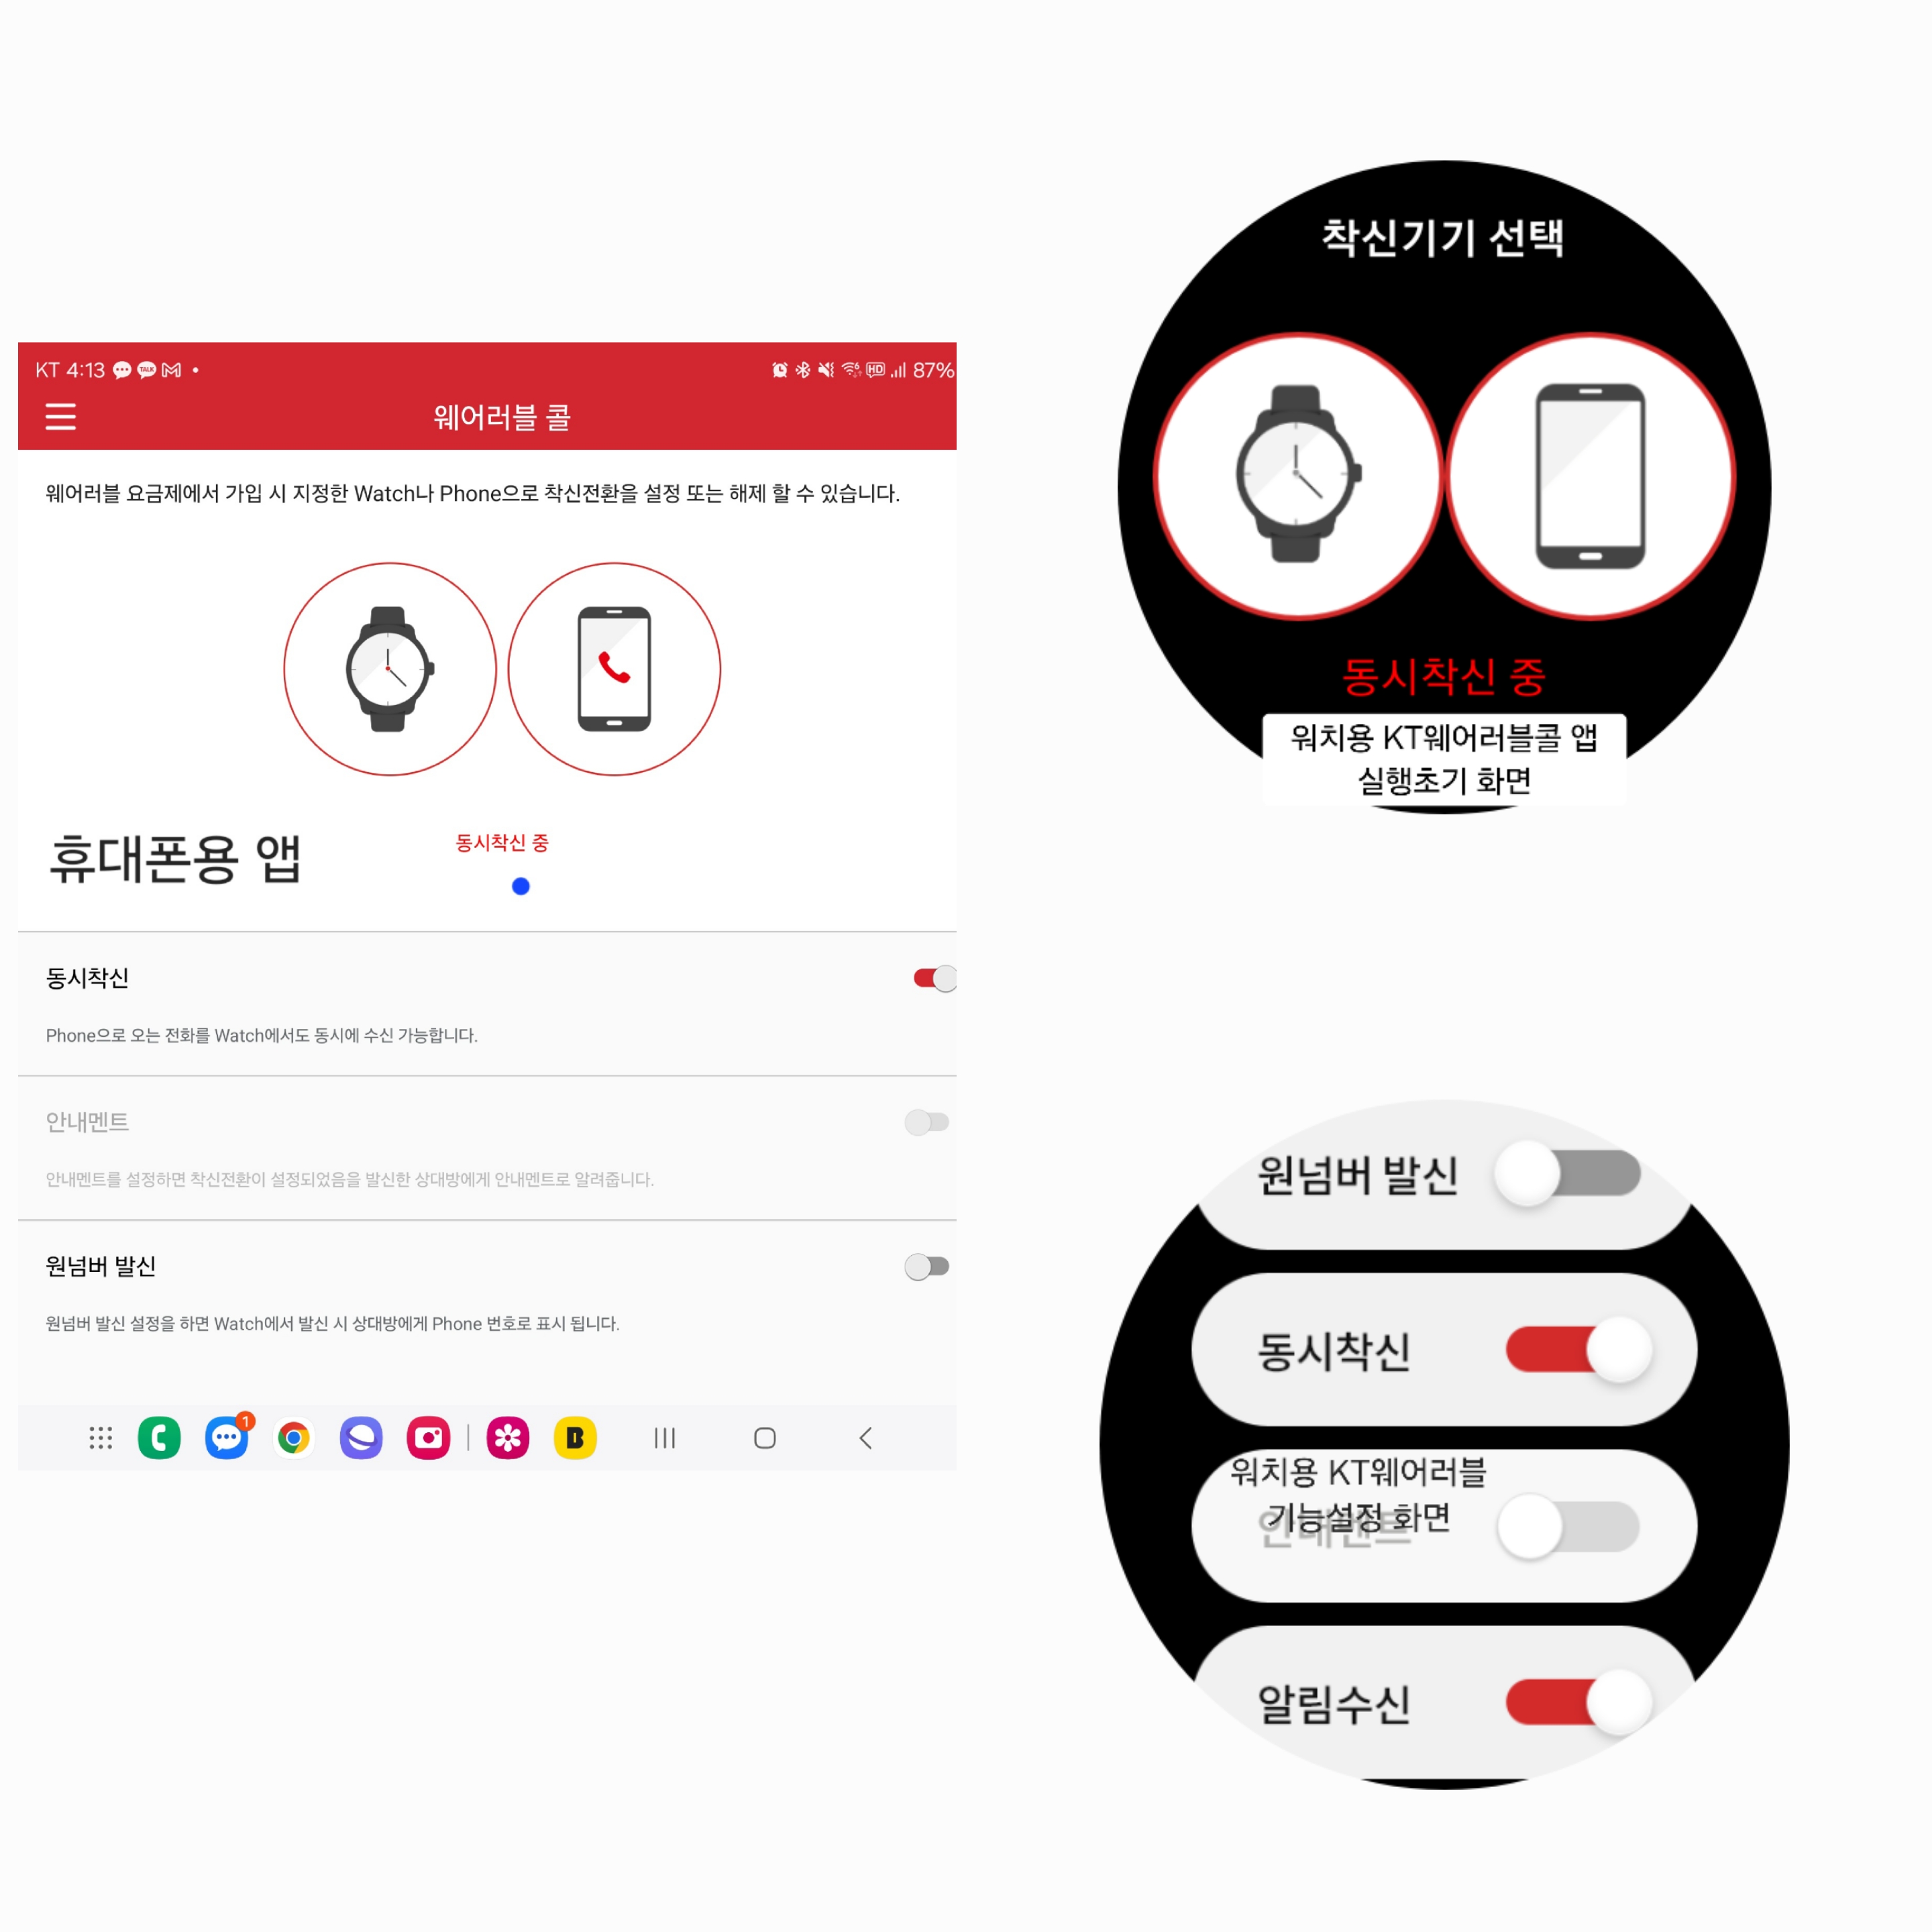 KT 4:13
TALK
HD
87%
웨어러블 콜
웨어러블 요금제에서 가입 시 지정한 Watch나 Phone으로 착신전환을 설정 또는 해제 할 수 있습니다.
휴대폰용 앱
동시착신 중
동시착신
Phone으로 오는 전화를 Watch에서도 동시에 수신 가능합니다.
안내멘트
안내멘트를 설정하면 착신전환이 설정되었음을 발신한 상대방에게 안내멘트로 알려줍니다.
원넘버 발신
원넘버 발신 설정을 하면 Watch에서 발신 시 상대방에게 Phone 번호로 표시 됩니다.
1
B
착신기기 선택
동시착신 중
워치용 KT웨어러블콜 앱
실행초기 화면
원넘버 발신
동시착신
워치용 KT웨어러블
기능설정 화면
안내멘트
알림수신